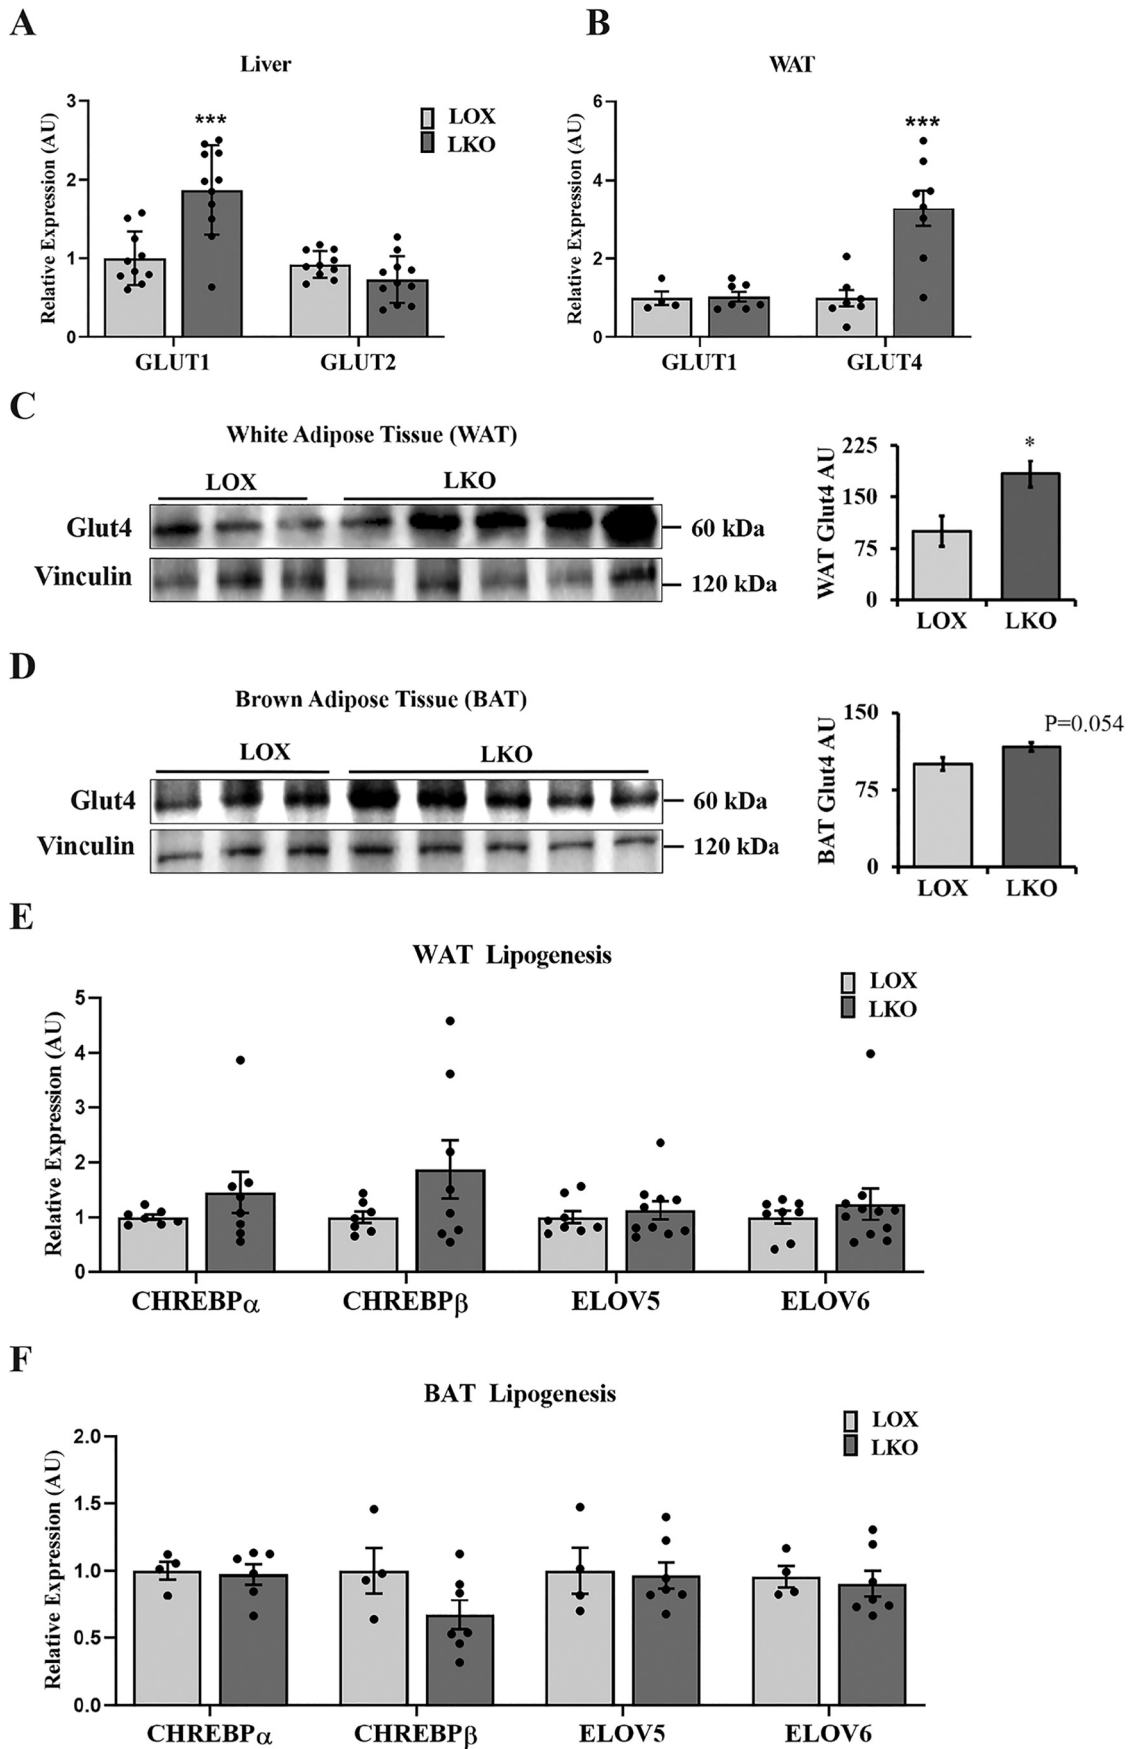 A
B
Liver
WAT
Relative Expression (AU)
3
2
1
0
***
LOX
LKO
GLUT1
GLUT2
Relative Expression (AU)
6
4
2
0
***
GLUT1
GLUT4
C
White Adipose Tissue (WAT)
LOX
LKO
Glut4
60 kDa
Vinculin
120 kDa
WAT Glut4 AU
225
150
75
0
*
LOX
LKO
D
Brown Adipose Tissue (BAT)
LOX
LKO
Glut4
60 kDa
Vinculin
120 kDa
BAT Glut4 AU
150
75
0
P=0.054
LOX
LKO
E
WAT Lipogenesis
LOX
LKO
Relative Expression (AU)
5
4
3
2
1
0
CHREBPα
CHREBPβ
ELOV5
ELOV6
F
BAT Lipogenesis
LOX
LKO
Relative Expression (AU)
2.0
1.5
1.0
0.5
0.0
CHREBPα
CHREBPβ
ELOV5
ELOV6